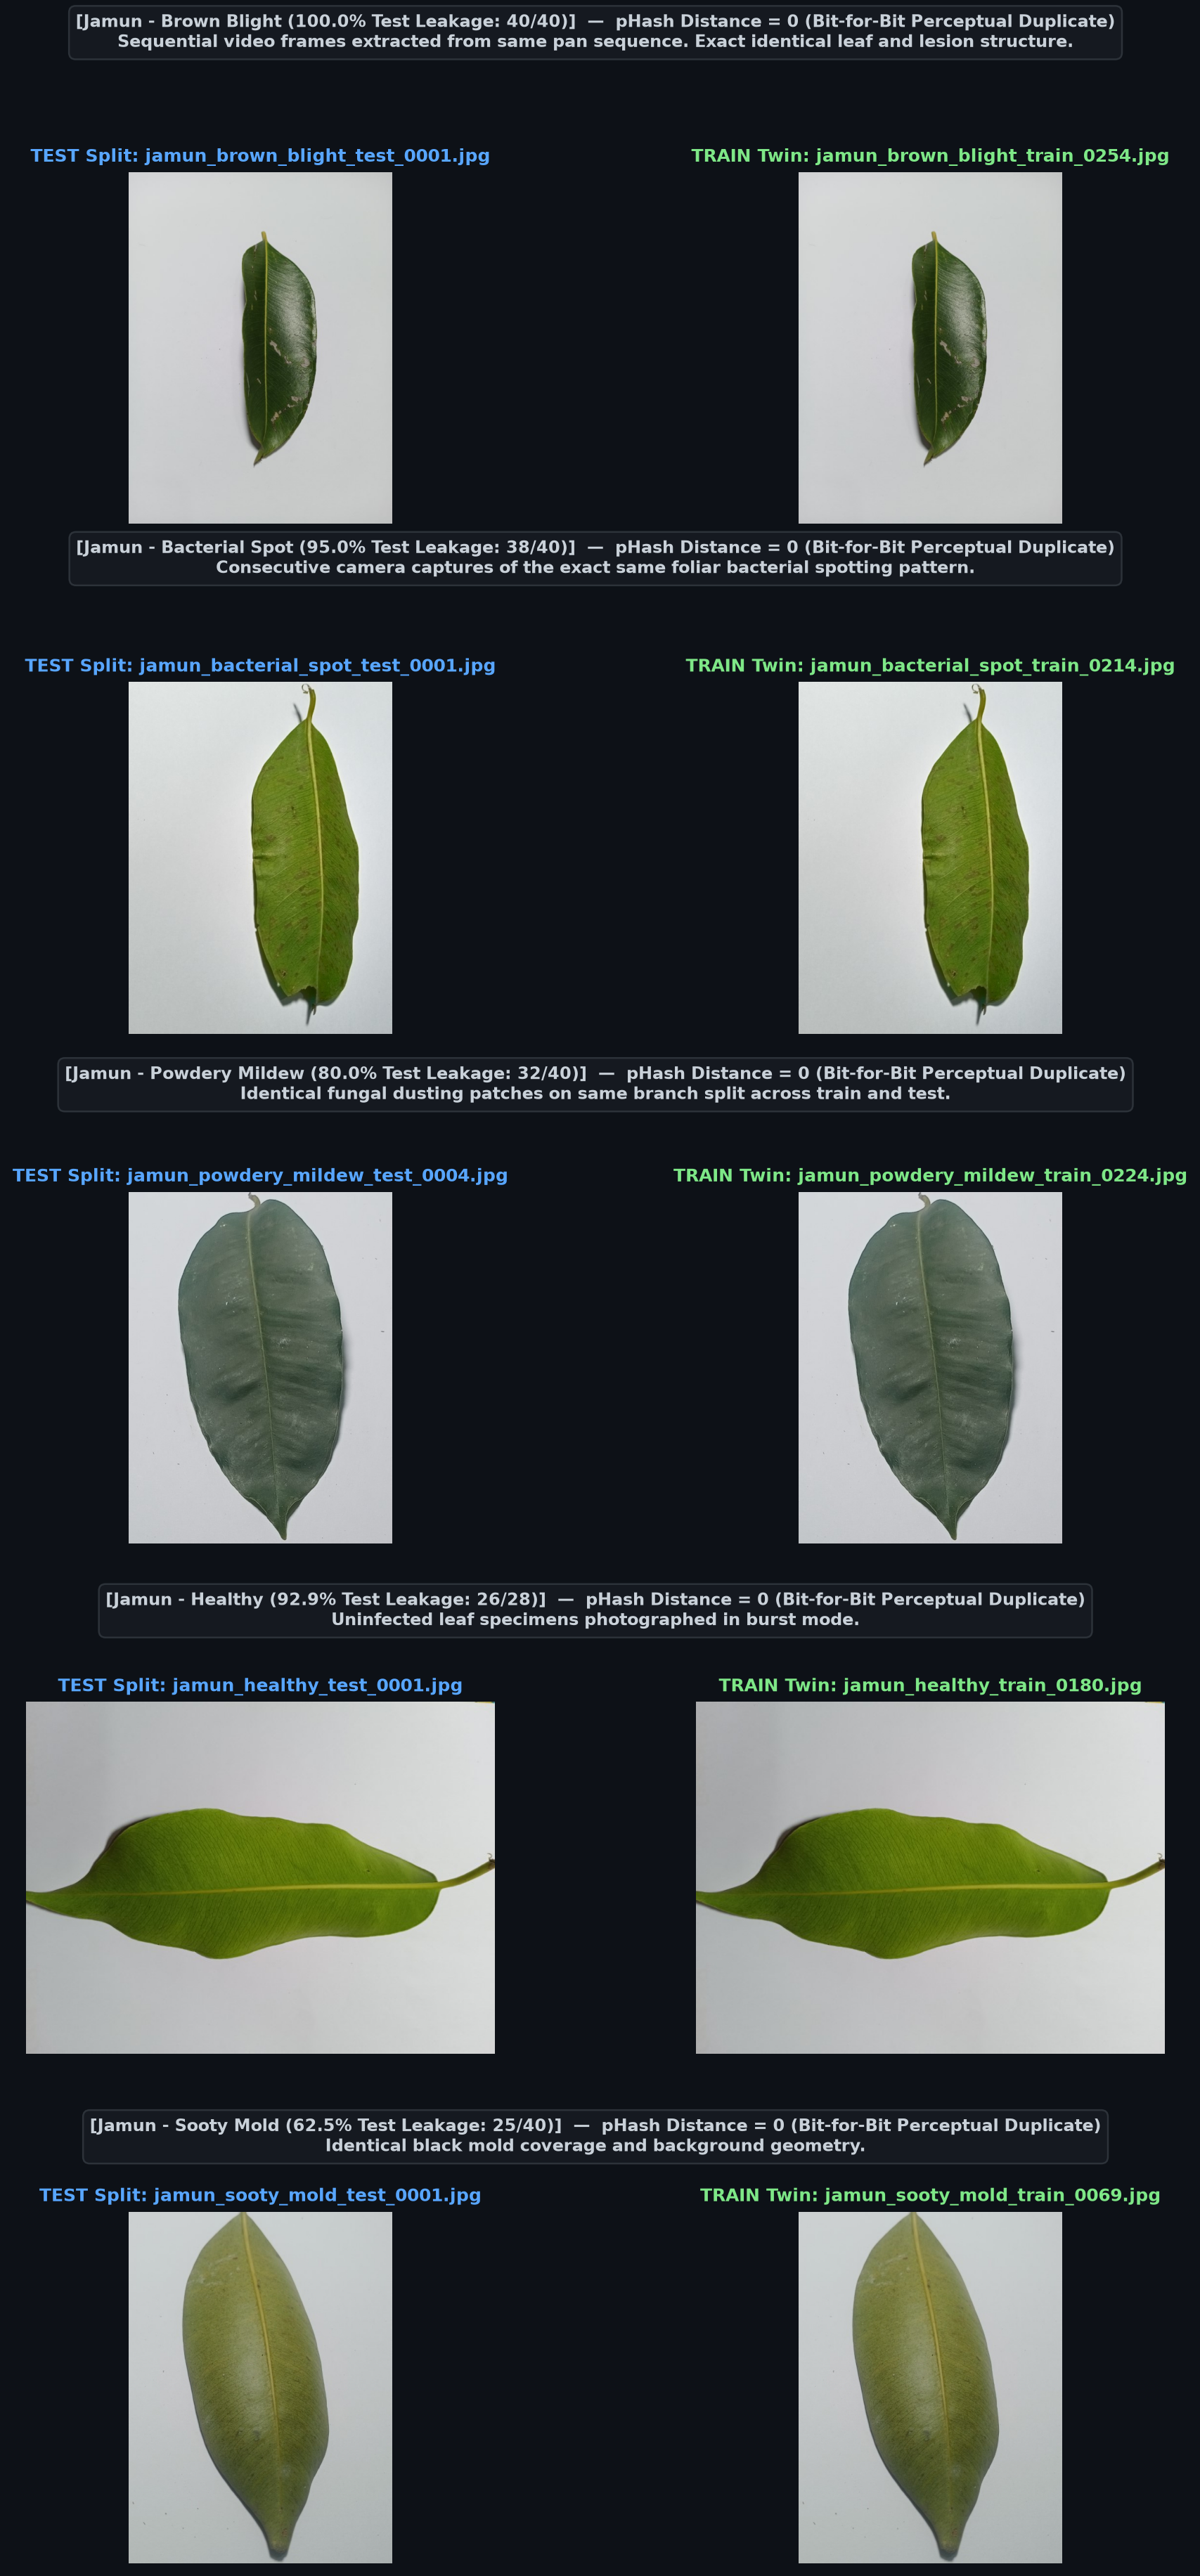 [Jamun - Brown Blight (100.0% Test Leakage: 40/40)]  —  pHash Distance = 0 (Bit-for-Bit Perceptual Duplicate)
Sequential video frames extracted from same pan sequence. Exact identical leaf and lesion structure.
TEST Split: jamun_brown_blight_test_0001.jpg
TRAIN Twin: jamun_brown_blight_train_0254.jpg
[Jamun - Bacterial Spot (95.0% Test Leakage: 38/40)]  —  pHash Distance = 0 (Bit-for-Bit Perceptual Duplicate)
Consecutive camera captures of the exact same foliar bacterial spotting pattern.
TEST Split: jamun_bacterial_spot_test_0001.jpg
TRAIN Twin: jamun_bacterial_spot_train_0214.jpg
[Jamun - Powdery Mildew (80.0% Test Leakage: 32/40)]  —  pHash Distance = 0 (Bit-for-Bit Perceptual Duplicate)
Identical fungal dusting patches on same branch split across train and test.
TEST Split: jamun_powdery_mildew_test_0004.jpg
TRAIN Twin: jamun_powdery_mildew_train_0224.jpg
[Jamun - Healthy (92.9% Test Leakage: 26/28)]  —  pHash Distance = 0 (Bit-for-Bit Perceptual Duplicate)
Uninfected leaf specimens photographed in burst mode.
TEST Split: jamun_healthy_test_0001.jpg
TRAIN Twin: jamun_healthy_train_0180.jpg
[Jamun - Sooty Mold (62.5% Test Leakage: 25/40)]  —  pHash Distance = 0 (Bit-for-Bit Perceptual Duplicate)
Identical black mold coverage and background geometry.
TEST Split: jamun_sooty_mold_test_0001.jpg
TRAIN Twin: jamun_sooty_mold_train_0069.jpg